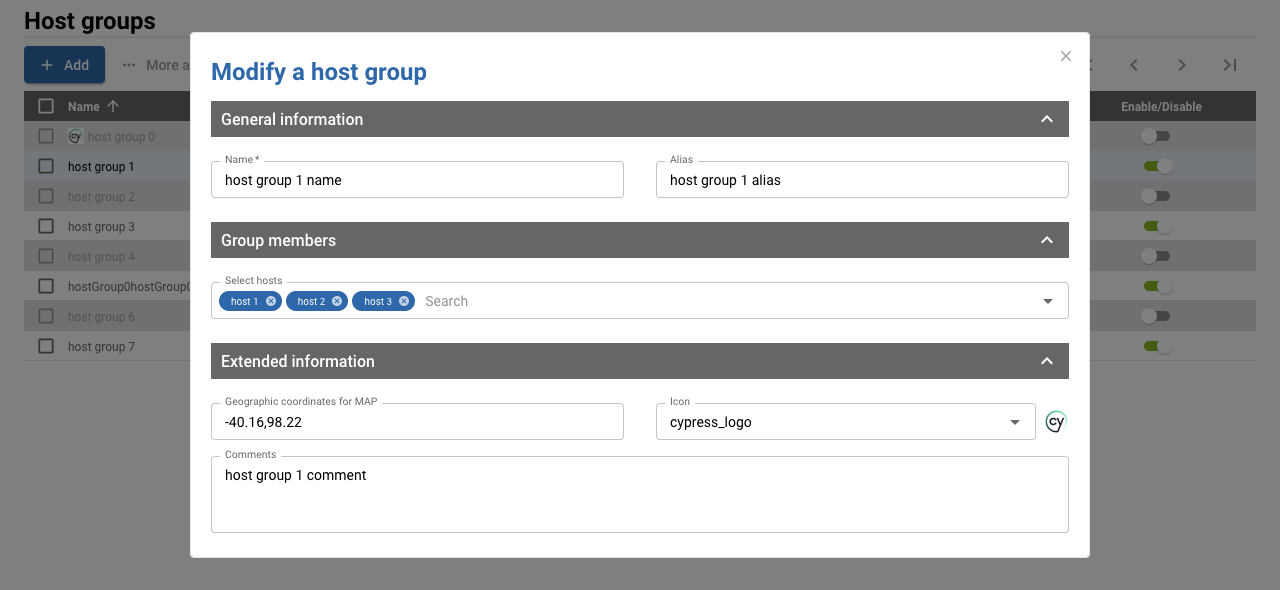 Host groups
Add
More a
Modify a host group
Name
Enable/Disable
General information
cy host group 0
host group 1
Name *
host group 1 name
Alias
host group 1 alias
host group 2
host group 3
Group members
host group 4
hostGroup0hostGroup0
Select hosts
host 1
host 2
host 3
Search
host group 6
host group 7
Extended information
Geographic coordinates for MAP
-40.16,98.22
Icon
cypress_logo
cy
Comments
host group 1 comment